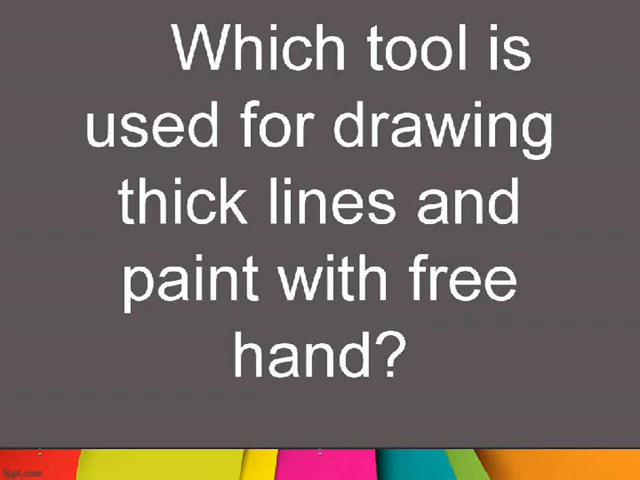 Which tool is
used for drawing
thick lines and
paint with free
hand?